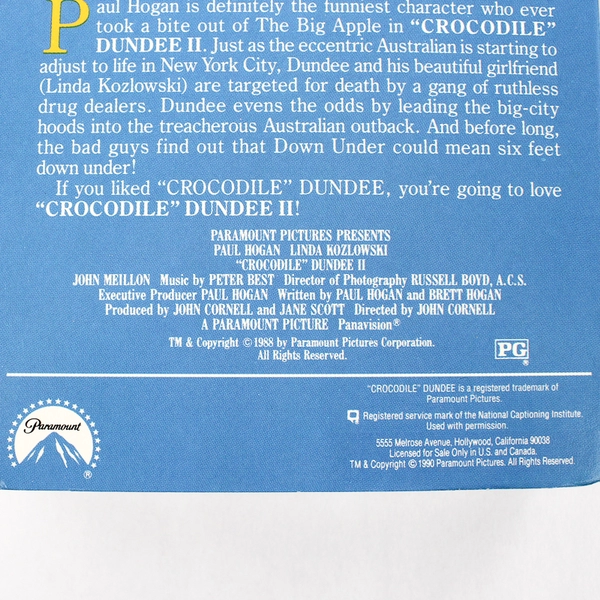 Paul Hogan is definitely the funniest character who ever
took a bite out of The Big Apple in “CROCODILE”
DUNDEE II. Just as the eccentric Australian is starting to
adjust to life in New York City, Dundee and his beautiful girlfriend
(Linda Kozlowski) are targeted for death by a gang of ruthless
drug dealers. Dundee evens the odds by leading the big-city
hoods into the treacherous Australian outback. And before long,
the bad guys find out that Down Under could mean six feet
down under!
If you liked “CROCODILE” DUNDEE, you’re going to love
“CROCODILE” DUNDEE II!
PARAMOUNT PICTURES PRESENTS
PAUL HOGAN LINDA KOZLOWSKI
“CROCODILE” DUNDEE II
JOHN MEILLON Music by PETER BEST Director of Photography RUSSELL BOYD, A.C.S.
Executive Producer PAUL HOGAN Written by PAUL HOGAN and BRETT HOGAN
Produced by JOHN CORNELL and JANE SCOTT Directed by JOHN CORNELL
A PARAMOUNT PICTURE Panavision®
TM & Copyright © 1988 by Paramount Pictures Corporation.
All Rights Reserved.
PG®
“CROCODILE” DUNDEE is a registered trademark of
Paramount Pictures.
Registered service mark of the National Captioning Institute.
Used with permission.
5555 Melrose Avenue, Hollywood, California 90038
Licensed for Sale Only in U.S. and Canada.
TM & Copyright © 1990 Paramount Pictures. All Rights Reserved.
Paramount®